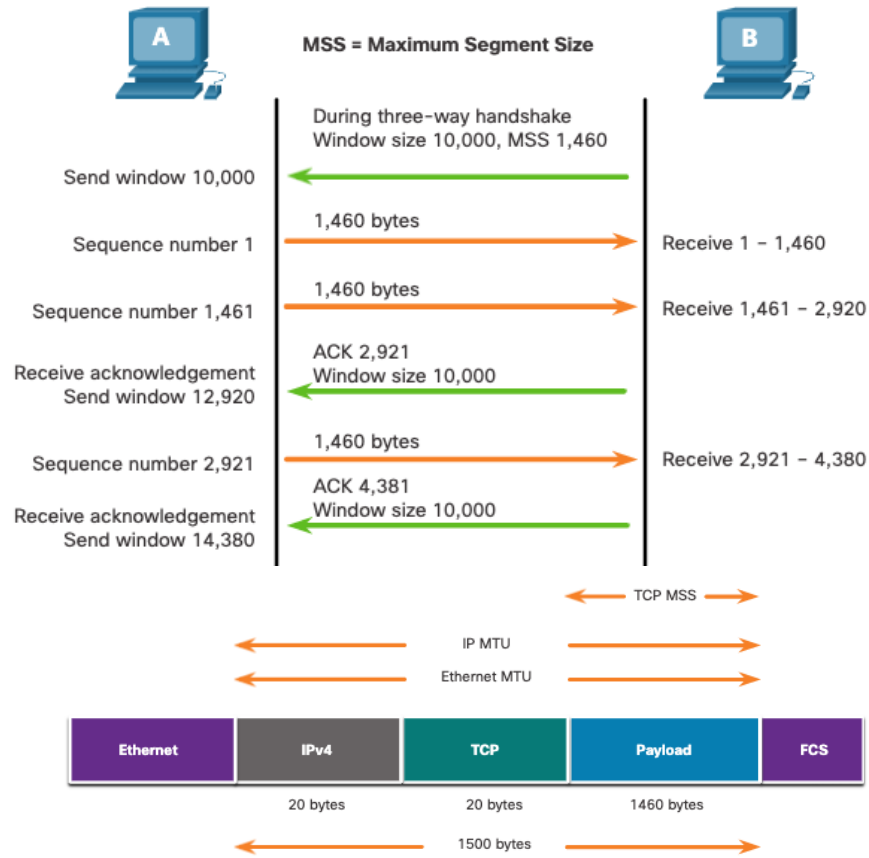 A
MSS = Maximum Segment Size
B
During three-way handshake
Window size 10,000, MSS 1,460
Send window 10,000
1,460 bytes
Sequence number 1
Receive 1 - 1,460
1,460 bytes
Sequence number 1,461
Receive 1,461 - 2,920
ACK 2,921
Window size 10,000
Receive acknowledgement
Send window 12,920
1,460 bytes
Sequence number 2,921
Receive 2,921 - 4,380
ACK 4,381
Window size 10,000
Receive acknowledgement
Send window 14,380
TCP MSS
IP MTU
Ethernet MTU
Ethernet
IPv4
TCP
Payload
FCS
20 bytes
20 bytes
1460 bytes
1500 bytes